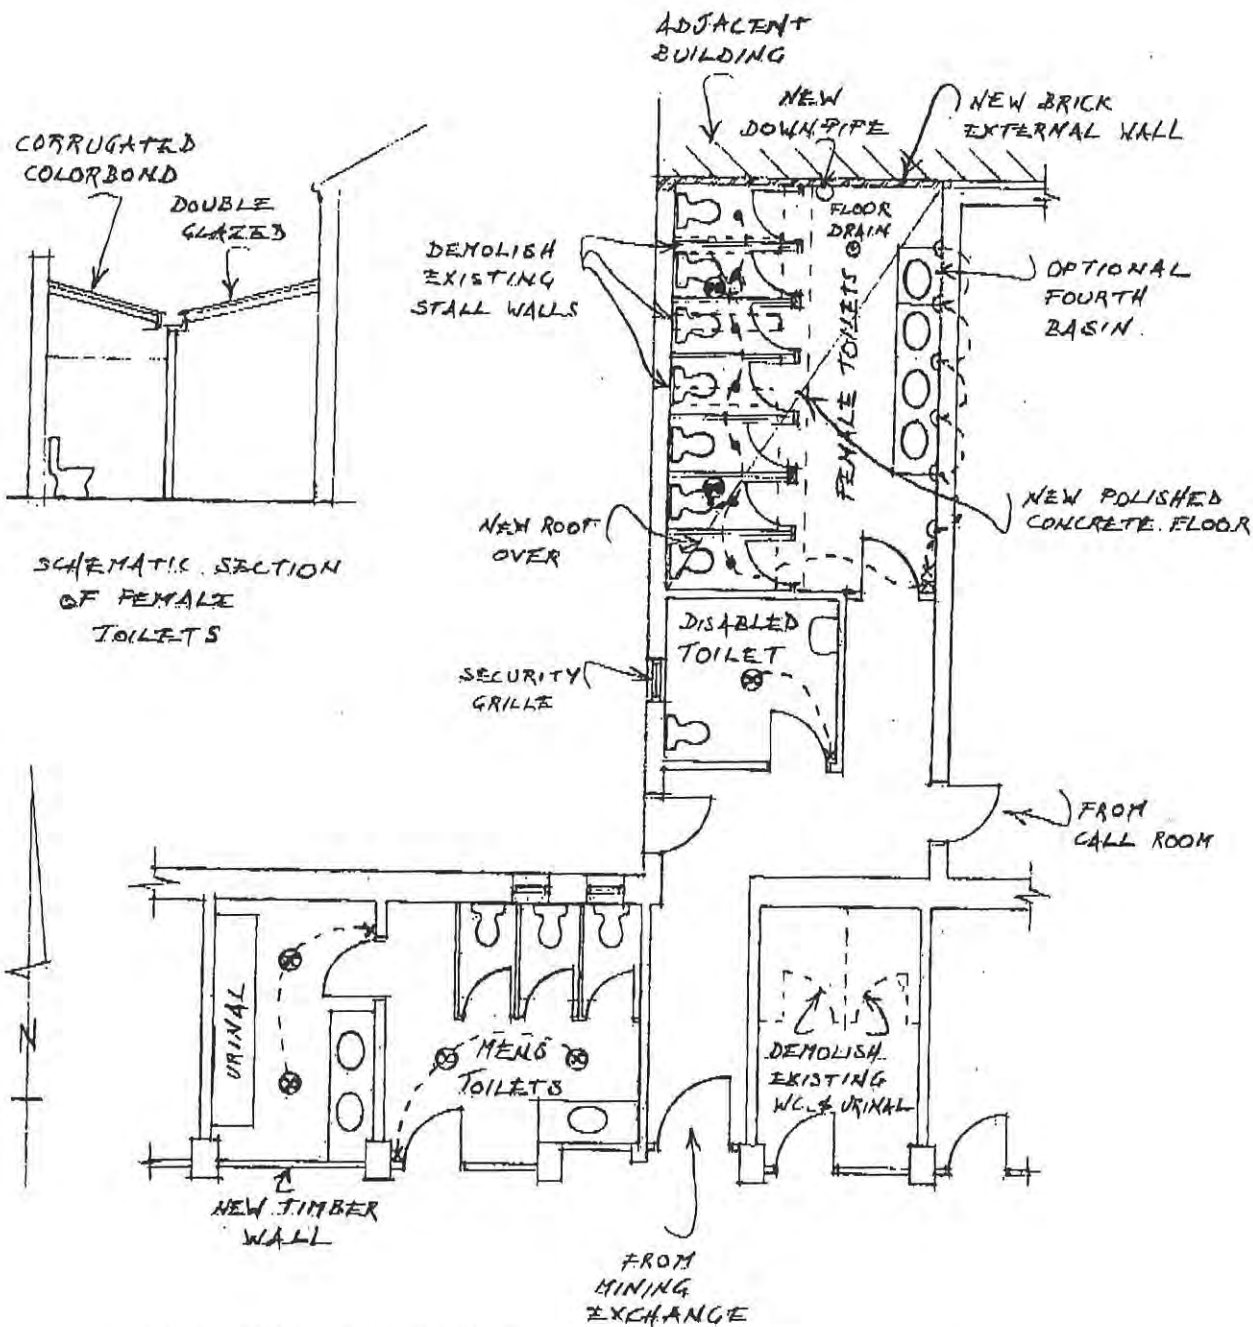 ADJACENT
BUILDING
NEW
DOWNPIPE
NEW BRICK
EXTERNAL WALL
CORRUGATED
COLORBOND
DOUBLE
GLAZED
DEMOLISH
EXISTING
STALL WALLS
FLOOR
DRAIN
FEMALE TOILETS
OPTIONAL
FOURTH
BASIN.
NEW ROOF
OVER
NEW POLISHED
CONCRETE FLOOR
SCHEMATIC SECTION
OF FEMALE
TOILETS
DISABLED
TOILET
SECURITY
GRILLE
FROM
CALL ROOM
N
URINAL
MENS
TOILETS
DEMOLISH
EXISTING
W.C. & URINAL
NEW TIMBER
WALL
FROM
MINING
EXCHANGE